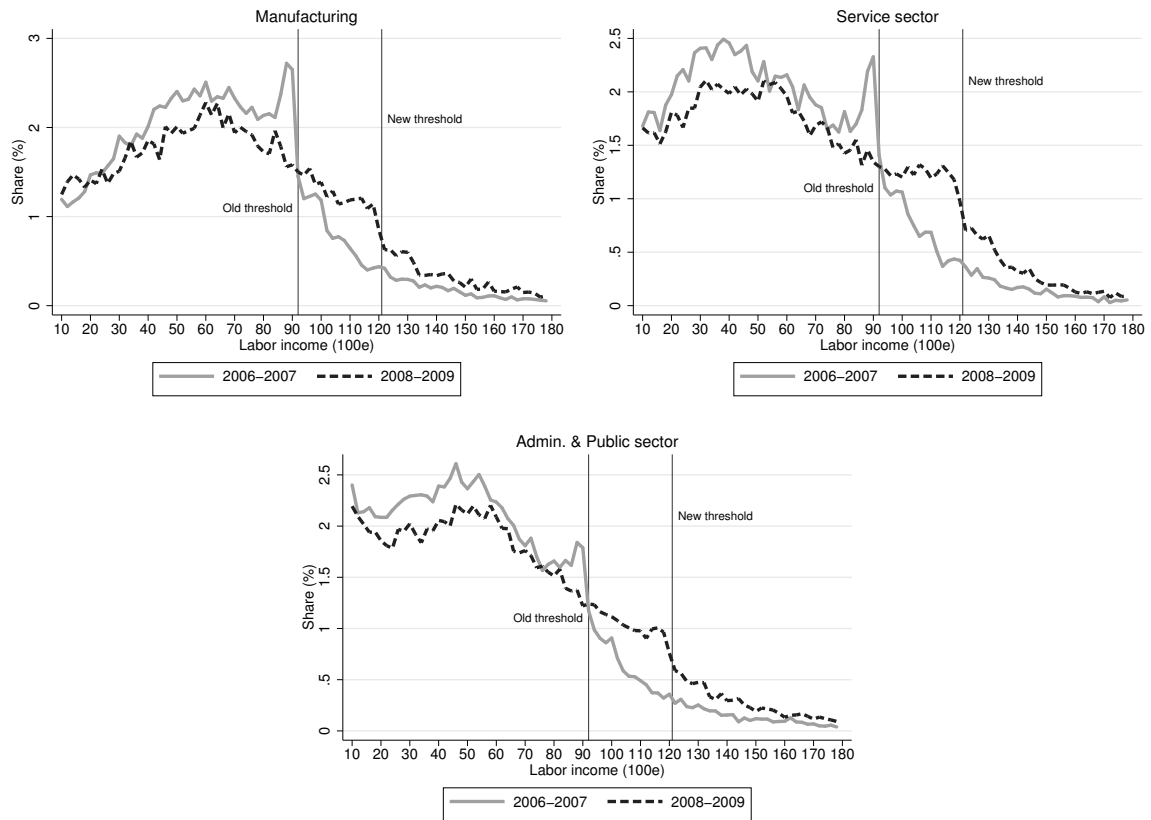 Manufacturing
3
2
1
0
Share (%)
New threshold
Old threshold
10 20 30 40 50 60 70 80 90 100 110 120 130 140 150 160 170 180
Labor income (100e)
2006−2007 2008−2009
Service sector
2.5
2
1.5
1
.5
0
Share (%)
New threshold
Old threshold
10 20 30 40 50 60 70 80 90 100 110 120 130 140 150 160 170 180
Labor income (100e)
2006−2007 2008−2009
Admin. & Public sector
2.5
2
1.5
1
.5
0
Share (%)
New threshold
Old threshold
10 20 30 40 50 60 70 80 90 100 110 120 130 140 150 160 170 180
Labor income (100e)
2006−2007 2008−2009